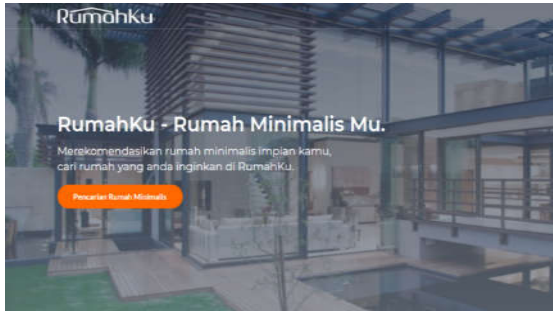 RumahKu
RumahKu - Rumah Minimalis Mu.
Merekomendasikan rumah minimalis impian kamu,
cari rumah yang anda inginkan di RumahKu.
Pencarian Rumah Minimalis